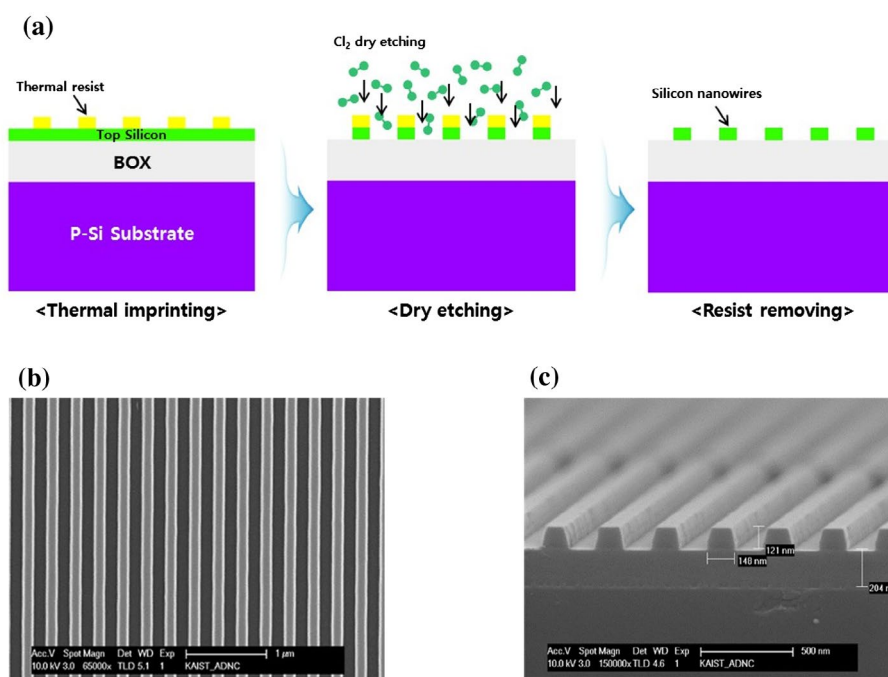 (a)
Cl₂ dry etching
Thermal resist
Silicon nanowires
Top Silicon
BOX
P-Si Substrate
<Thermal imprinting>
<Dry etching>
<Resist removing>
(b)
(c)
121 nm
148 nm
204 n
Acc.V Spot Magn Det WD Exp 1 μm
10.0 kV 3.0 65000x TLD 5.1 1 KAIST_ADNC
Acc.V Spot Magn Det WD Exp 500 nm
10.0 kV 3.0 150000x TLD 4.6 1 KAIST_ADNC